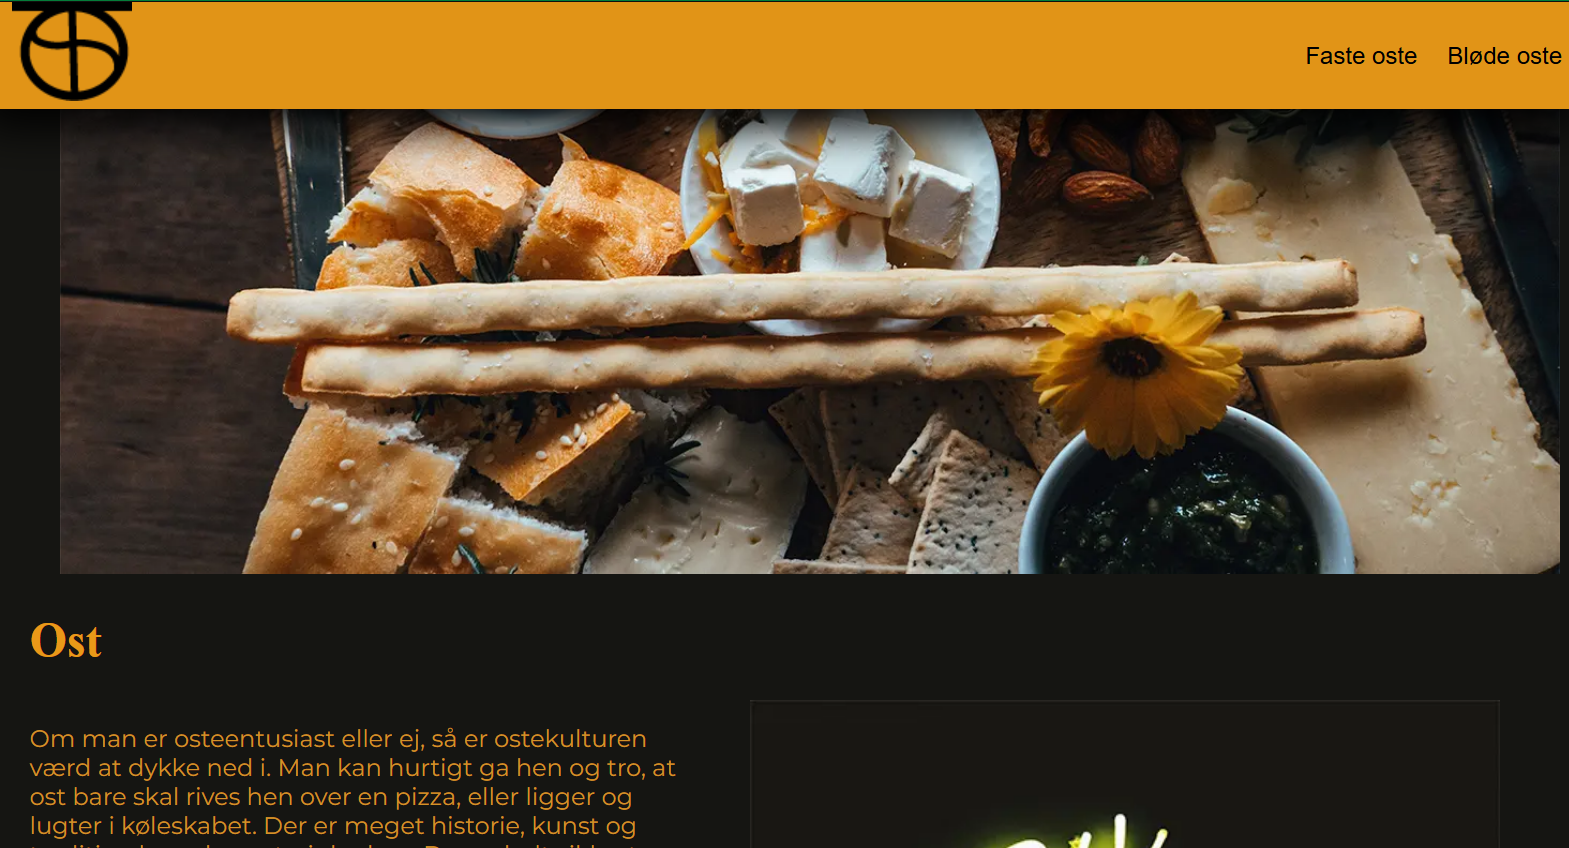 Faste oste Bløde oste
Ost
Om man er osteentusiast eller ej, så er ostekulturen
værd at dykke ned i. Man kan hurtigt ga hen og tro, at
ost bare skal rives hen over en pizza, eller ligger og
lugter i køleskabet. Der er meget historie, kunst og